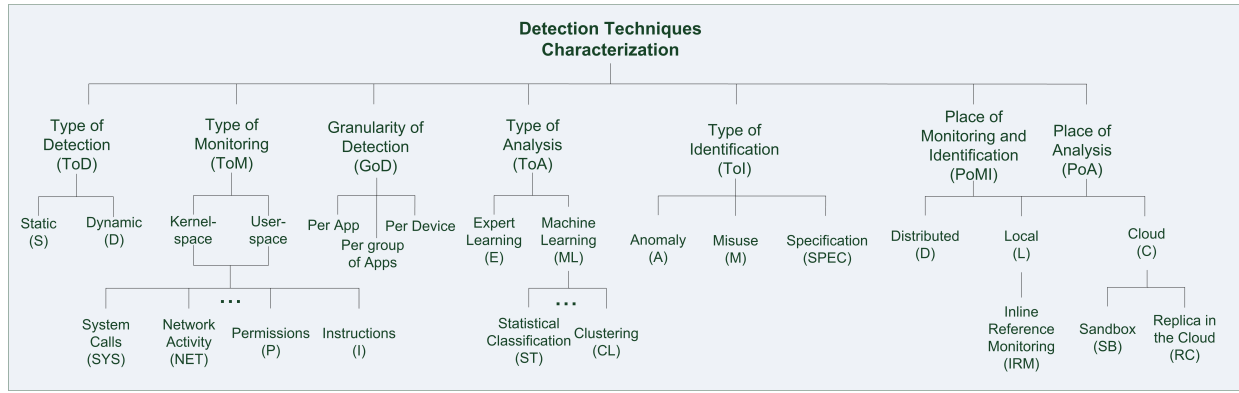 Detection Techniques
Characterization
Type of
Detection
(ToD)
Type of
Monitoring
(ToM)
Granularity of
Detection
(GoD)
Type of
Analysis
(ToA)
Type of
Identification
(ToI)
Place of
Monitoring and
Identification
(PoMI)
Place of
Analysis
(PoA)
Static
(S)
Dynamic
(D)
Kernel-
space
User-
space
Per App
Per group
of Apps
Per Device
Expert
Learning
(E)
Machine
Learning
(ML)
Anomaly
(A)
Misuse
(M)
Specification
(SPEC)
Distributed
(D)
Local
(L)
Cloud
(C)
System
Calls
(SYS)
Network
Activity
(NET)
...
Permissions
(P)
Instructions
(I)
Statistical
Classification
(ST)
...
Clustering
(CL)
Inline
Reference
Monitoring
(IRM)
Sandbox
(SB)
Replica in
the Cloud
(RC)